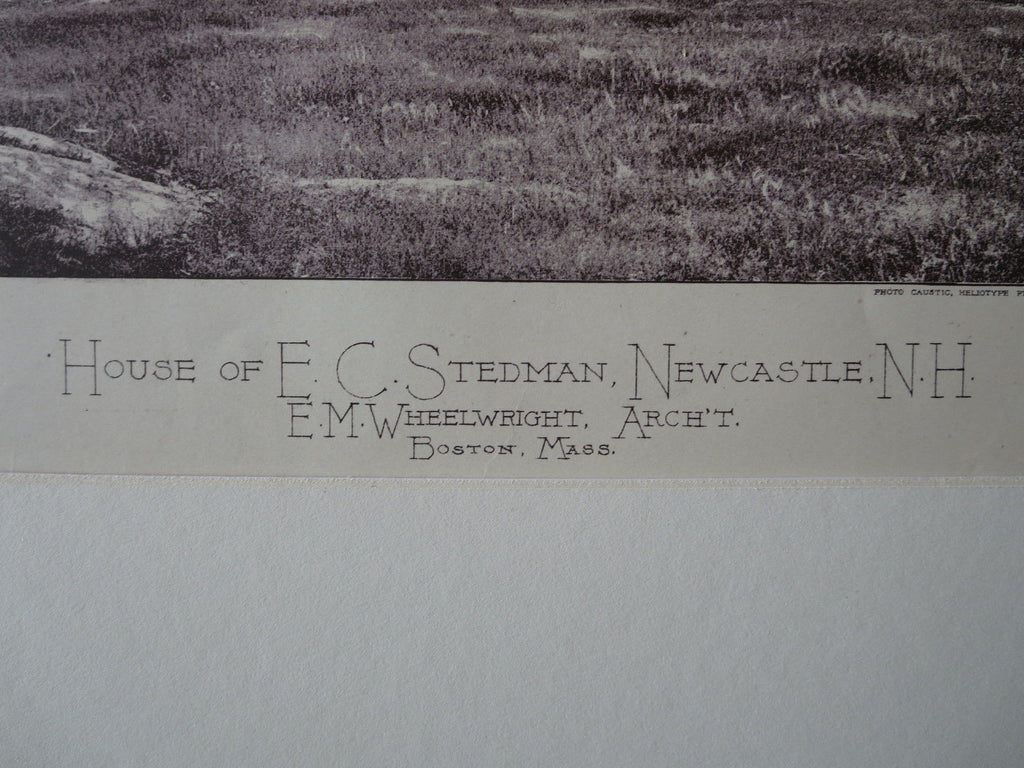 PHOTO CAUSTIC, HELIOTYPE
House of E. C. Stedman, Newcastle, N.H.
E.M. Wheelwright, Arch't.
Boston, Mass.